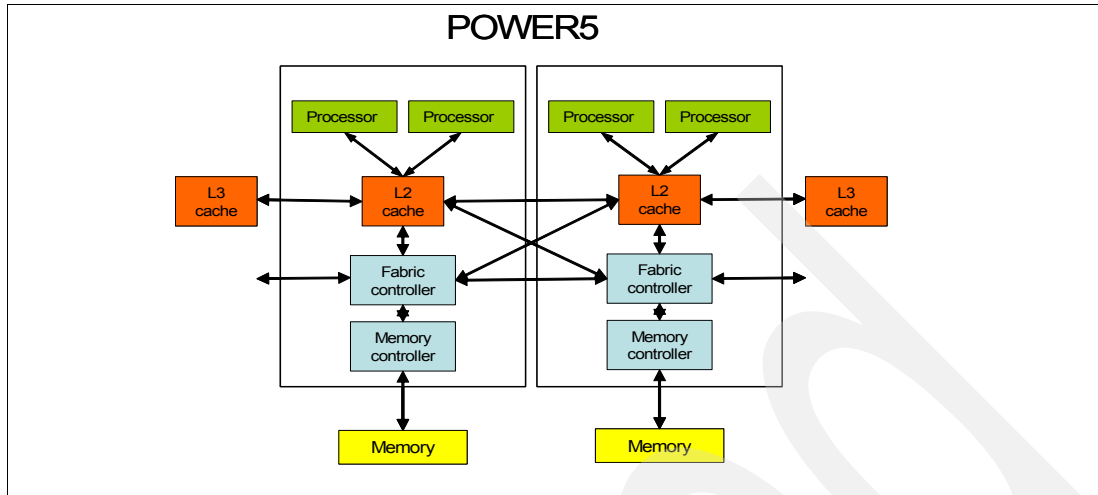 POWER5
Processor
Processor
Processor
Processor
L3
cache
L2
cache
L2
cache
L3
cache
Fabric
controller
Fabric
controller
Memory
controller
Memory
controller
Memory
Memory